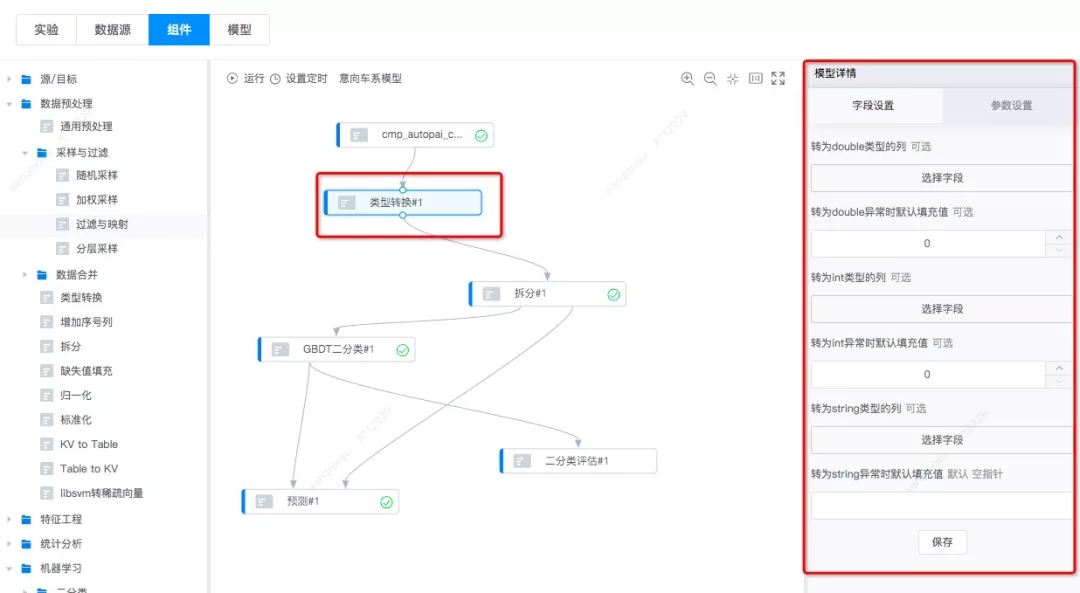 实验 数据源 组件 模型
源/目标
数据预处理
通用预处理
采样与过滤
随机采样
加权采样
过滤与映射
分层采样
数据合并
类型转换
增加序号列
拆分
缺失值填充
归一化
标准化
KV to Table
Table to KV
libsvm转稀疏向量
特征工程
统计分析
机器学习
二分类
运行 设置定时 意向车系模型
cmp_autopai_c...
类型转换#1
拆分#1
GBDT二分类#1
二分类评估#1
预测#1
模型详情
字段设置 参数设置
转为double类型的列 可选
选择字段
转为double异常时默认填充值 可选
0
转为int类型的列 可选
选择字段
转为int异常时默认填充值 可选
0
转为string类型的列 可选
选择字段
转为string异常时默认填充值 默认 空指针
保存